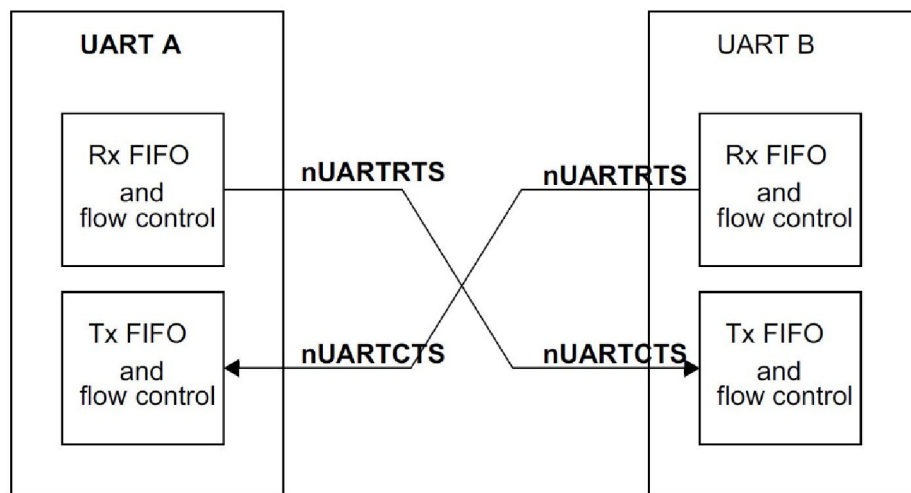 UART A
Rx FIFO
and
flow control
Tx FIFO
and
flow control
nUARTRTS
nUARTRTS
nUARTCTS
nUARTCTS
UART B
Rx FIFO
and
flow control
Tx FIFO
and
flow control